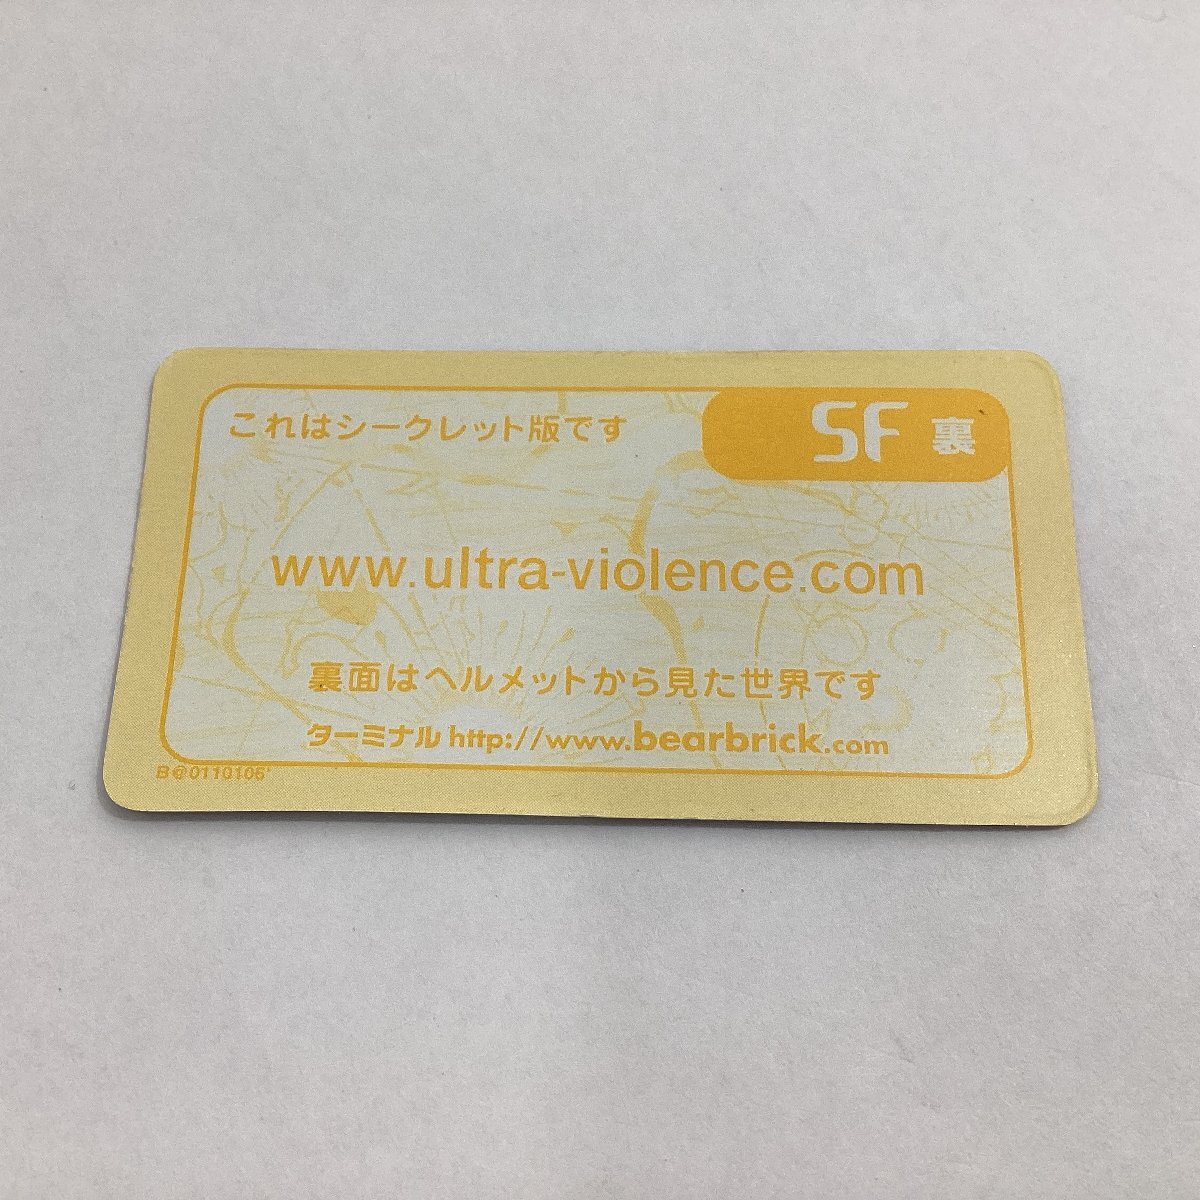 これはシークレット版です
SF 裏
www.ultra-violence.com
裏面はヘルメットから見た世界です
ターミナル http://www.bearbrick.com
B@0110106'